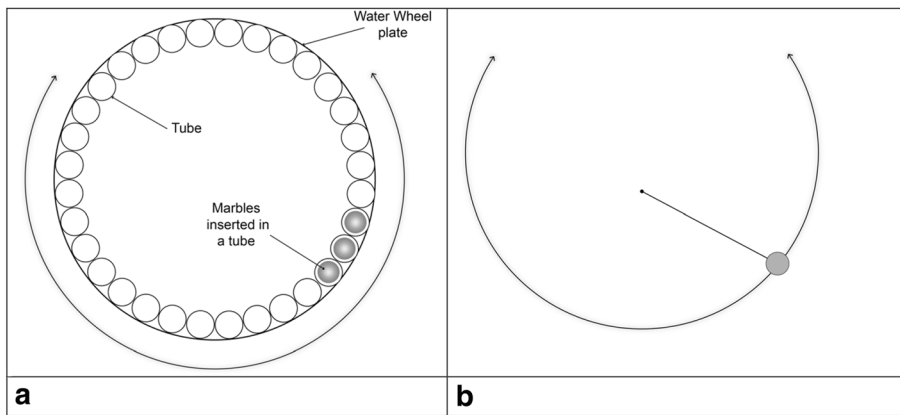 Water Wheel
plate
Tube
Marbles
inserted in
a tube
a
b